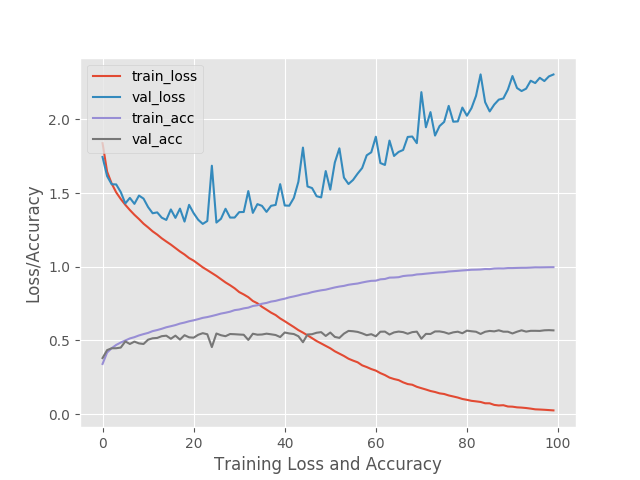 train_loss
val_loss
train_acc
val_acc
2.0
1.5
1.0
0.5
0.0
Loss/Accuracy
0 20 40 60 80 100
Training Loss and Accuracy